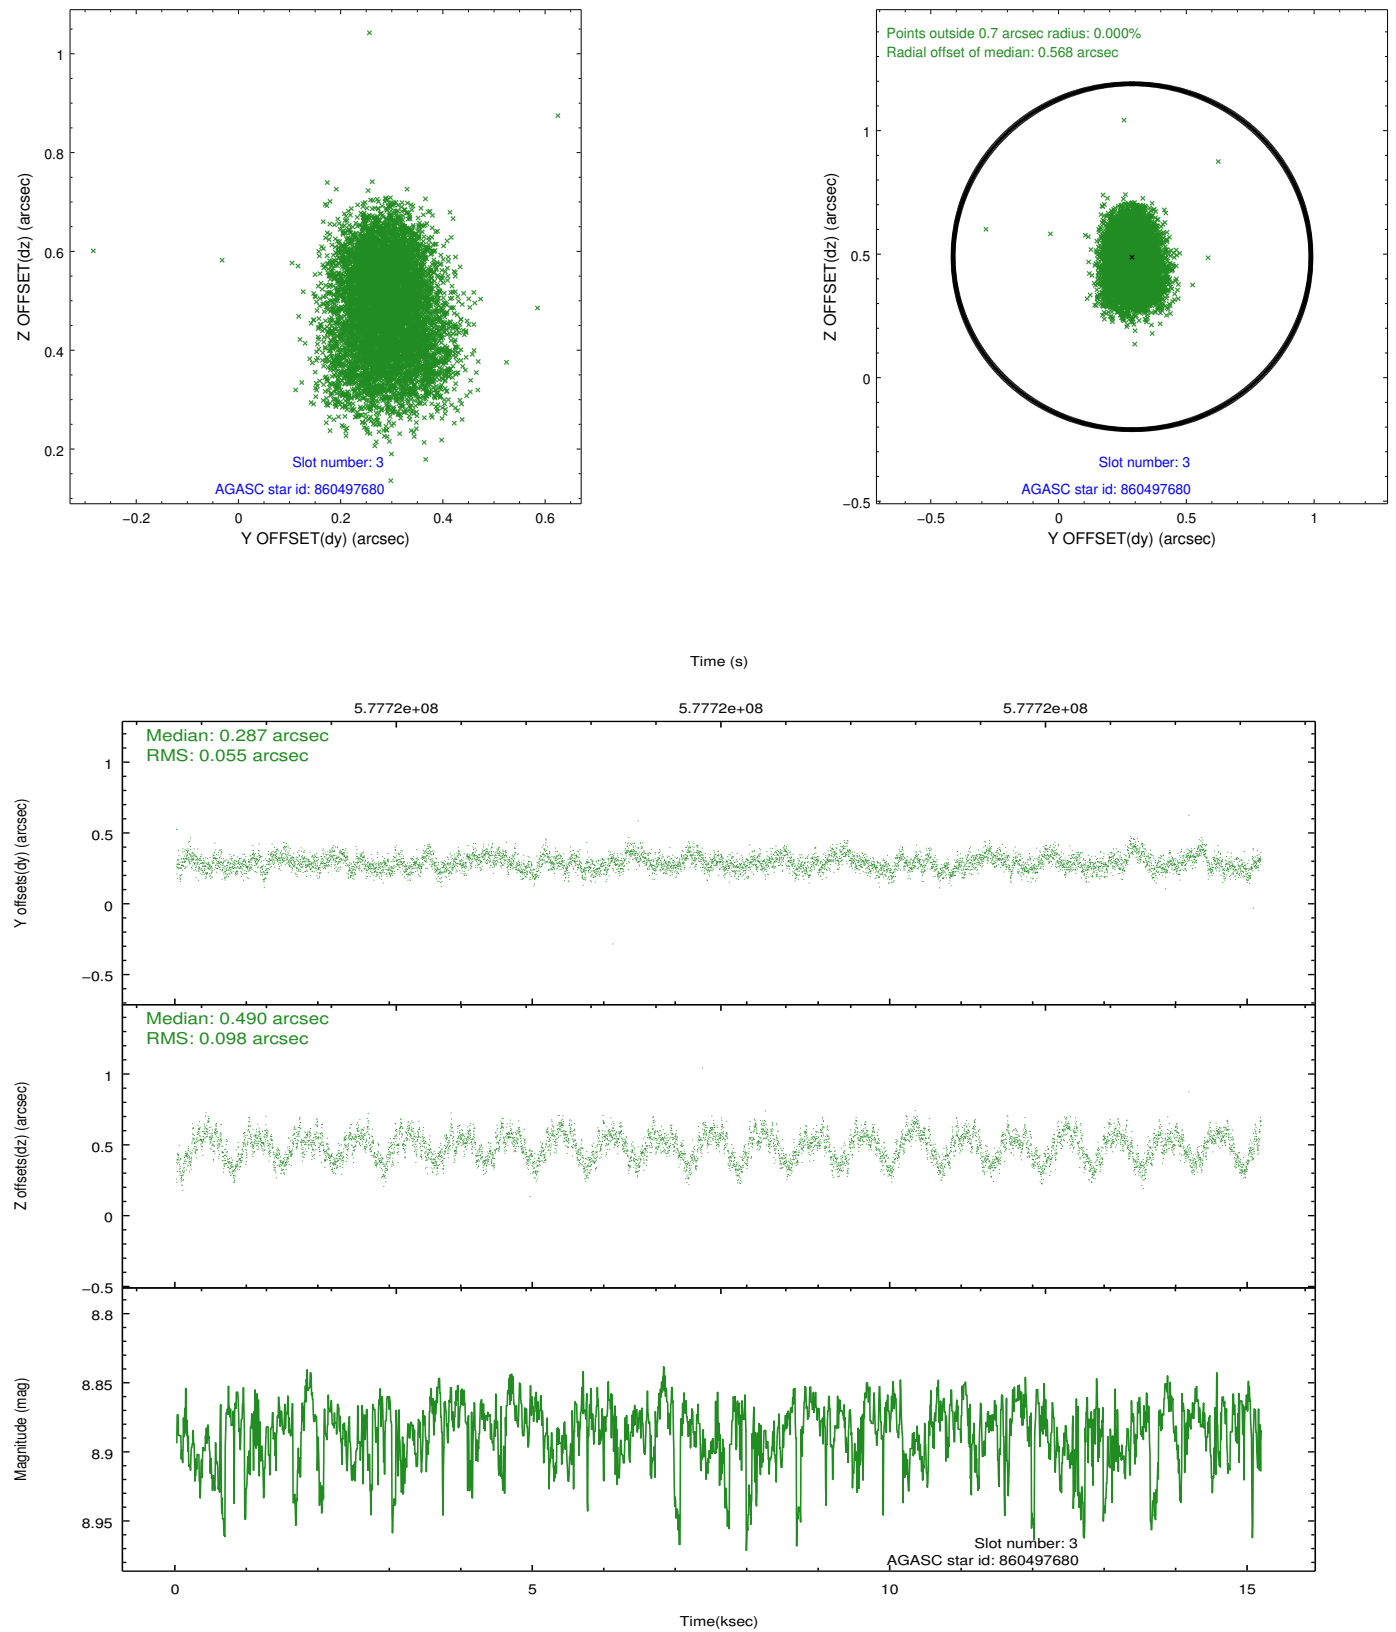 1
0.8
0.6
0.4
0.2
−0.2
0
0.2
0.4
0.6
Z OFFSET(dz) (arcsec)
Y OFFSET(dy) (arcsec)
Slot number: 3
AGASC star id: 860497680
Points outside 0.7 arcsec radius: 0.000%
Radial offset of median: 0.568 arcsec
1
0.5
0
−0.5
−0.5
0
0.5
1
Z OFFSET(dz) (arcsec)
Y OFFSET(dy) (arcsec)
Slot number: 3
AGASC star id: 860497680
Time (s)
5.7772e+08
5.7772e+08
5.7772e+08
Median: 0.287 arcsec
RMS: 0.055 arcsec
1
0.5
0
−0.5
Y offsets(dy) (arcsec)
Median: 0.490 arcsec
RMS: 0.098 arcsec
1
0.5
0
−0.5
Z offsets(dz) (arcsec)
8.8
8.85
8.9
8.95
Magnitude (mag)
Slot number: 3
AGASC star id: 860497680
0
5
10
15
Time(ksec)